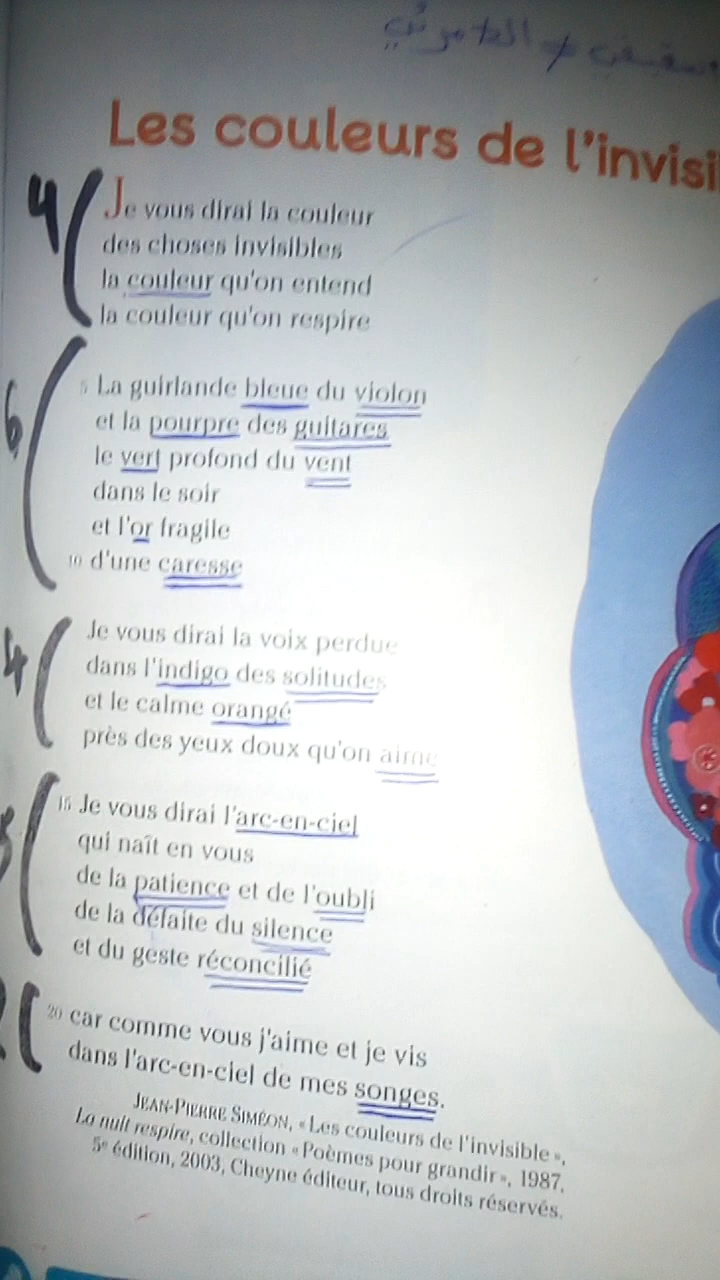 Les couleurs de l'invisi
4
Je vous dirai la couleur
des choses invisibles
la couleur qu'on entend
la couleur qu'on respire
6
5 La guirlande bleue du violon
et la pourpre des guitares
le vert profond du vent
dans le soir
et l'or fragile
10 d'une caresse
4
Je vous dirai la voix perdue
dans l'indigo des solitudes
et le calme orangé
près des yeux doux qu'on aime
15 Je vous dirai l'arc-en-ciel
qui naît en vous
de la patience et de l'oubli
de la défaite du silence
et du geste réconcilié
20 car comme vous j'aime et je vis
dans l'arc-en-ciel de mes songes.
JEAN-PIERRE SIMÉON, « Les couleurs de l'invisible »,
La nuit respire, collection « Poèmes pour grandir », 1987,
5e édition, 2003, Cheyne éditeur, tous droits réservés.